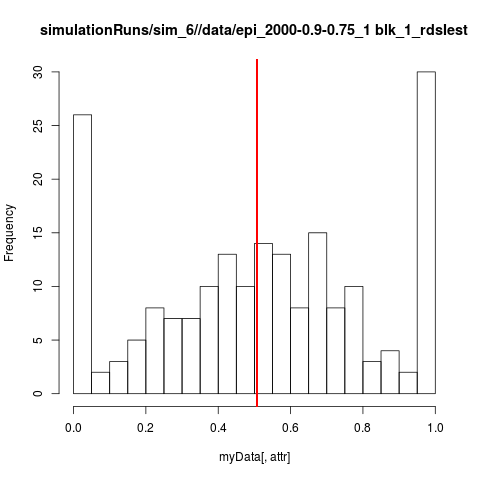 simulationRuns/sim_6//data/epi_2000-0.9-0.75_1 blk_1_rdslest
30
25
20
15
10
5
0
Frequency
0.0 0.2 0.4 0.6 0.8 1.0
myData[, attr]